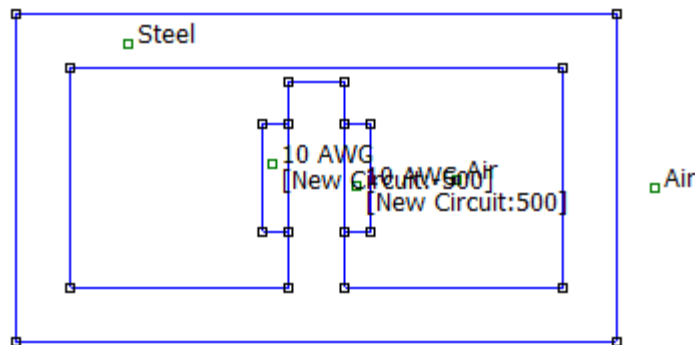 Steel
10 AWG
[New Circuit:-500]
10 AWG
Air
[New Circuit:500]
Air